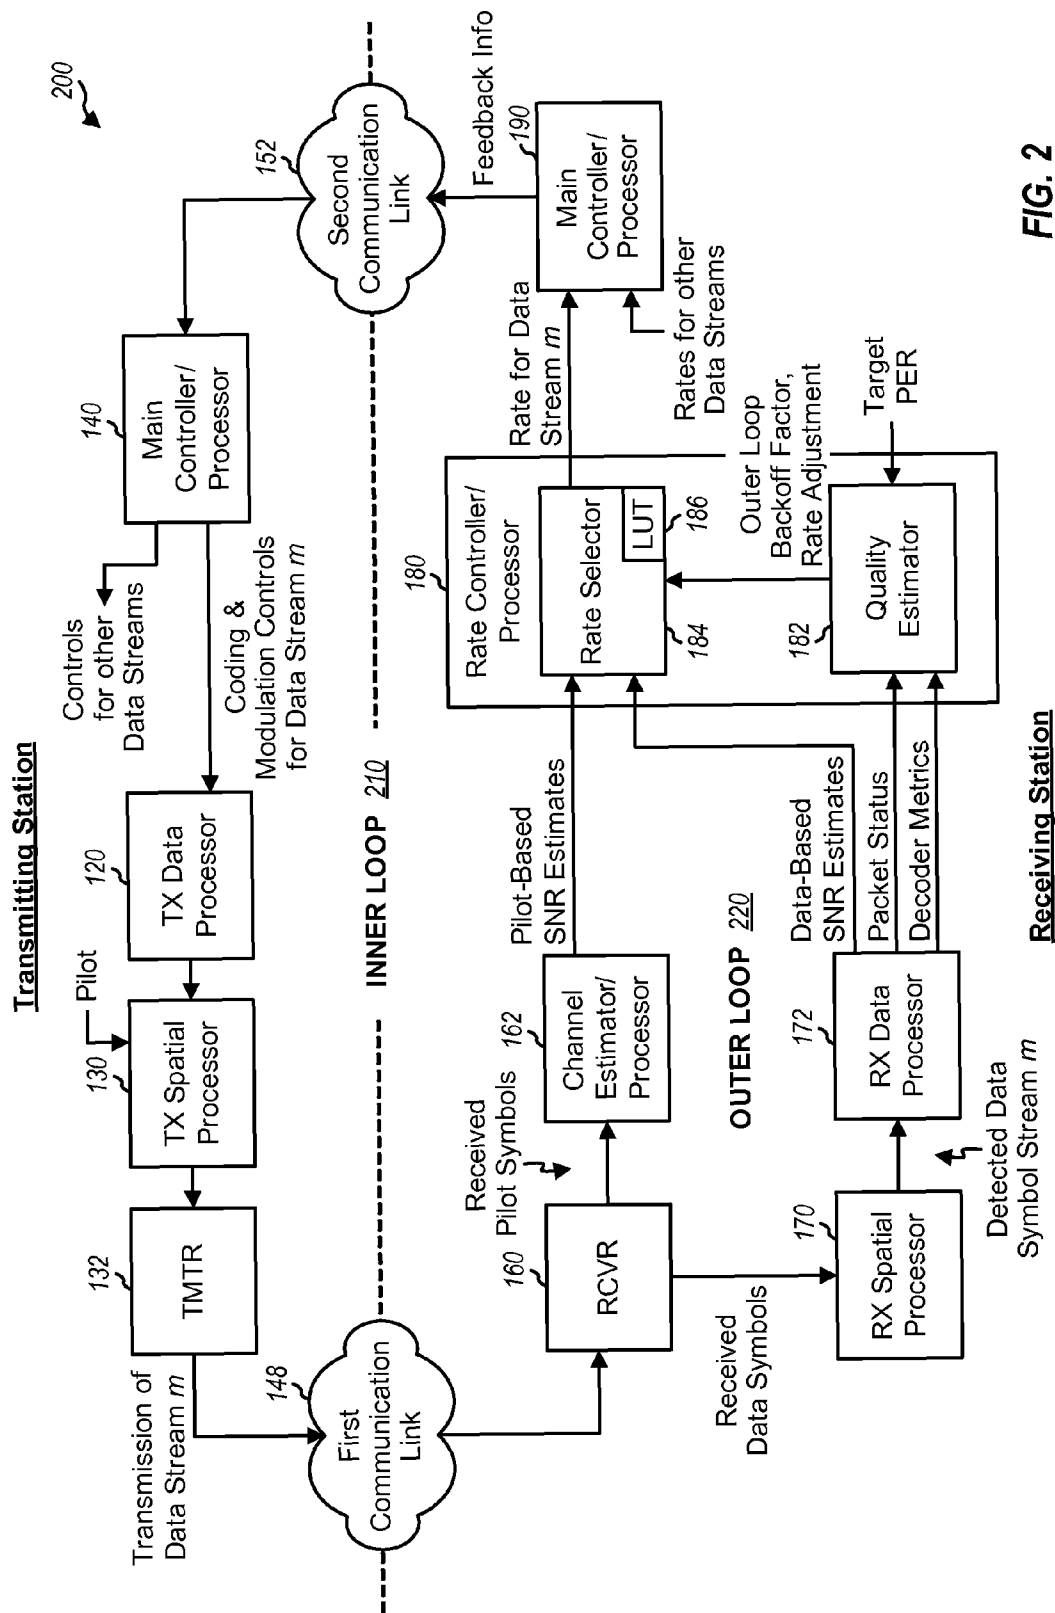 200
Transmitting Station
Transmission of
Data Stream m
132
TMTR
130
TX Spatial
Processor
Pilot
120
TX Data
Processor
Controls
for other
Data Streams
Coding &
Modulation Controls
for Data Stream m
140
Main
Controller/
Processor
148
First
Communication
Link
INNER LOOP 210
152
Second
Communication
Link
Feedback Info
160
RCVR
Received
Pilot Symbols
162
Channel
Estimator/
Processor
Pilot-Based
SNR Estimates
180
Rate Controller/
Processor
Rate Selector
LUT
184
186
Rate for Data
Stream m
190
Main
Controller/
Processor
Rates for other
Data Streams
OUTER LOOP 220
Outer Loop
Backoff Factor,
Rate Adjustment
Received
Data Symbols
170
RX Spatial
Processor
Detected Data
Symbol Stream m
172
RX Data
Processor
Data-Based
SNR Estimates
Packet Status
Decoder Metrics
182
Quality
Estimator
Target
PER
Receiving Station
FIG. 2